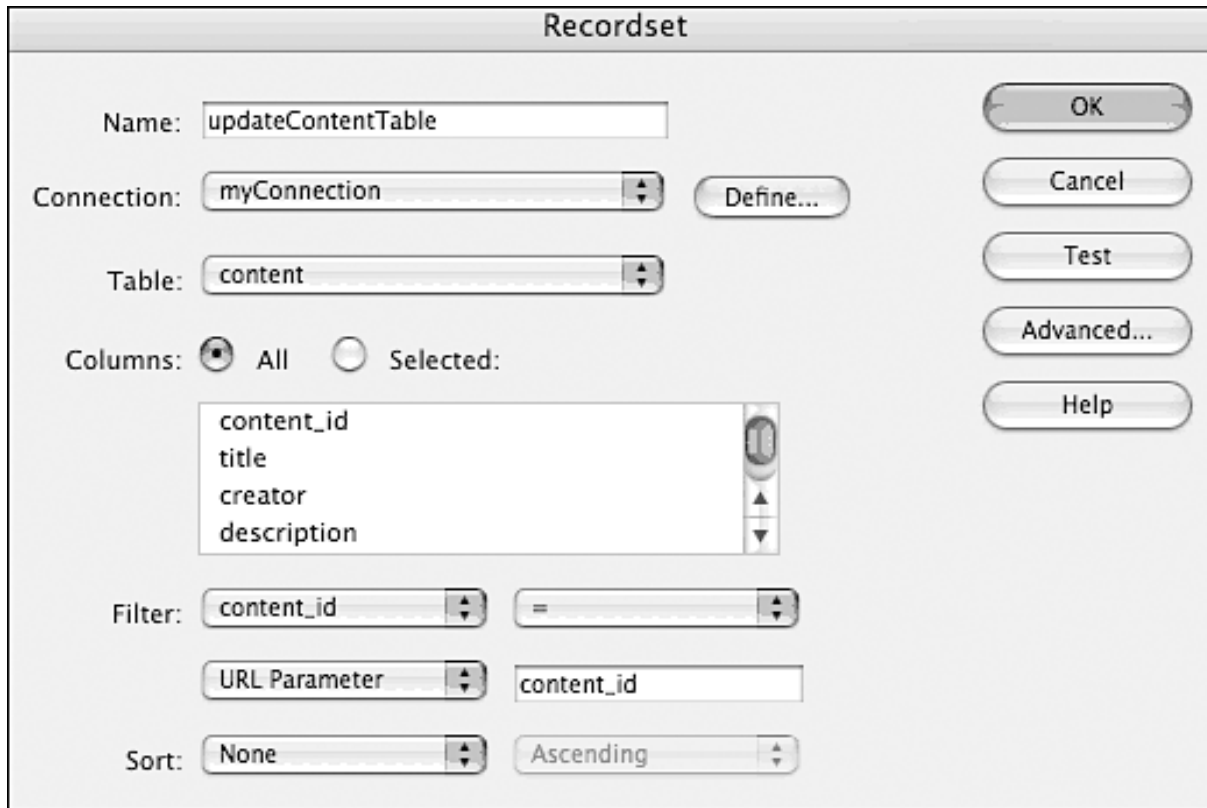 Recordset
Name: updateContentTable
Connection: myConnection Define...
Table: content
Columns: All Selected:
content_id
title
creator
description
Filter: content_id =
URL Parameter content_id
Sort: None Ascending
OK
Cancel
Test
Advanced...
Help